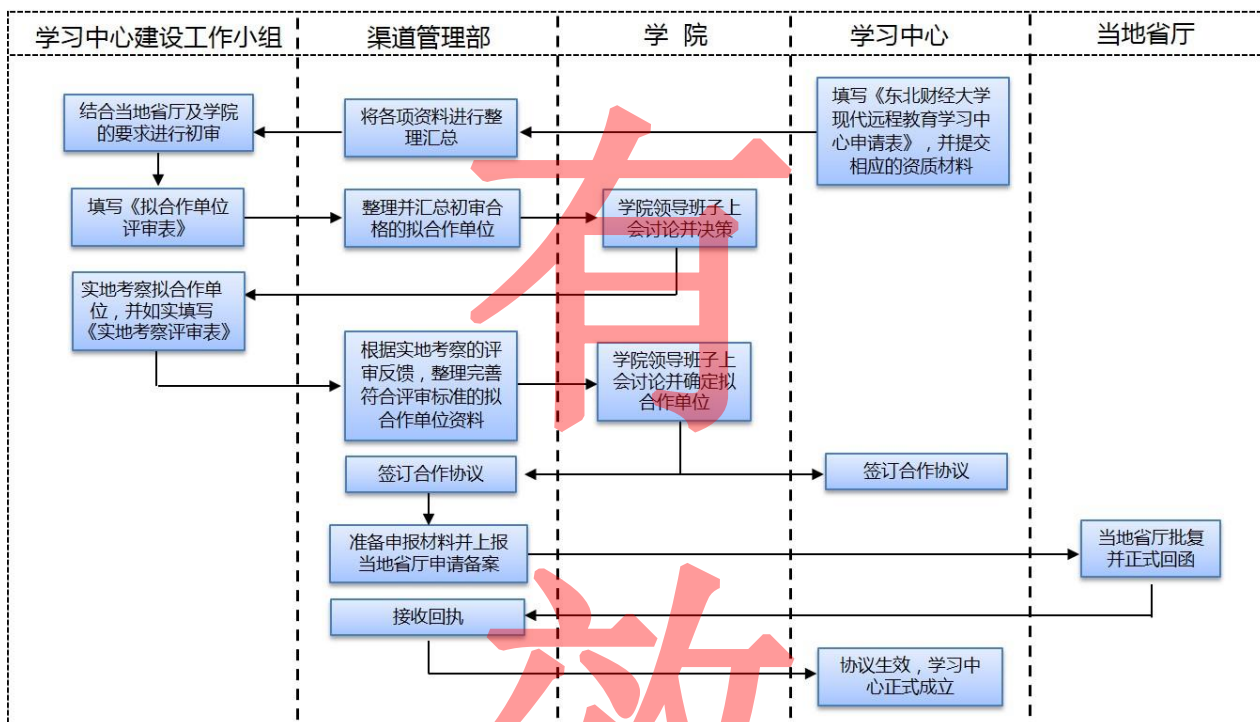 学习中心建设工作小组
渠道管理部
学 院
学习中心
当地省厅
结合当地省厅及学院
的要求进行初审
将各项资料进行整
理汇总
填写《东北财经大学
现代远程教育学习中
心申请表》，并提交
相应的资质材料
填写《拟合作单位
评审表》
整理并汇总初审合
格的拟合作单位
学院领导班子上
会讨论并决策
实地考察拟合作单
位，并如实填写
《实地考察评审表》
根据实地考察的评
审反馈，整理完善
符合评审标准的拟
合作单位资料
学院领导班子上
会讨论并确定拟
合作单位
签订合作协议
签订合作协议
准备申报材料并上报
当地省厅申请备案
当地省厅批复
并正式回函
接收回执
协议生效，学习中
心正式成立
有
效